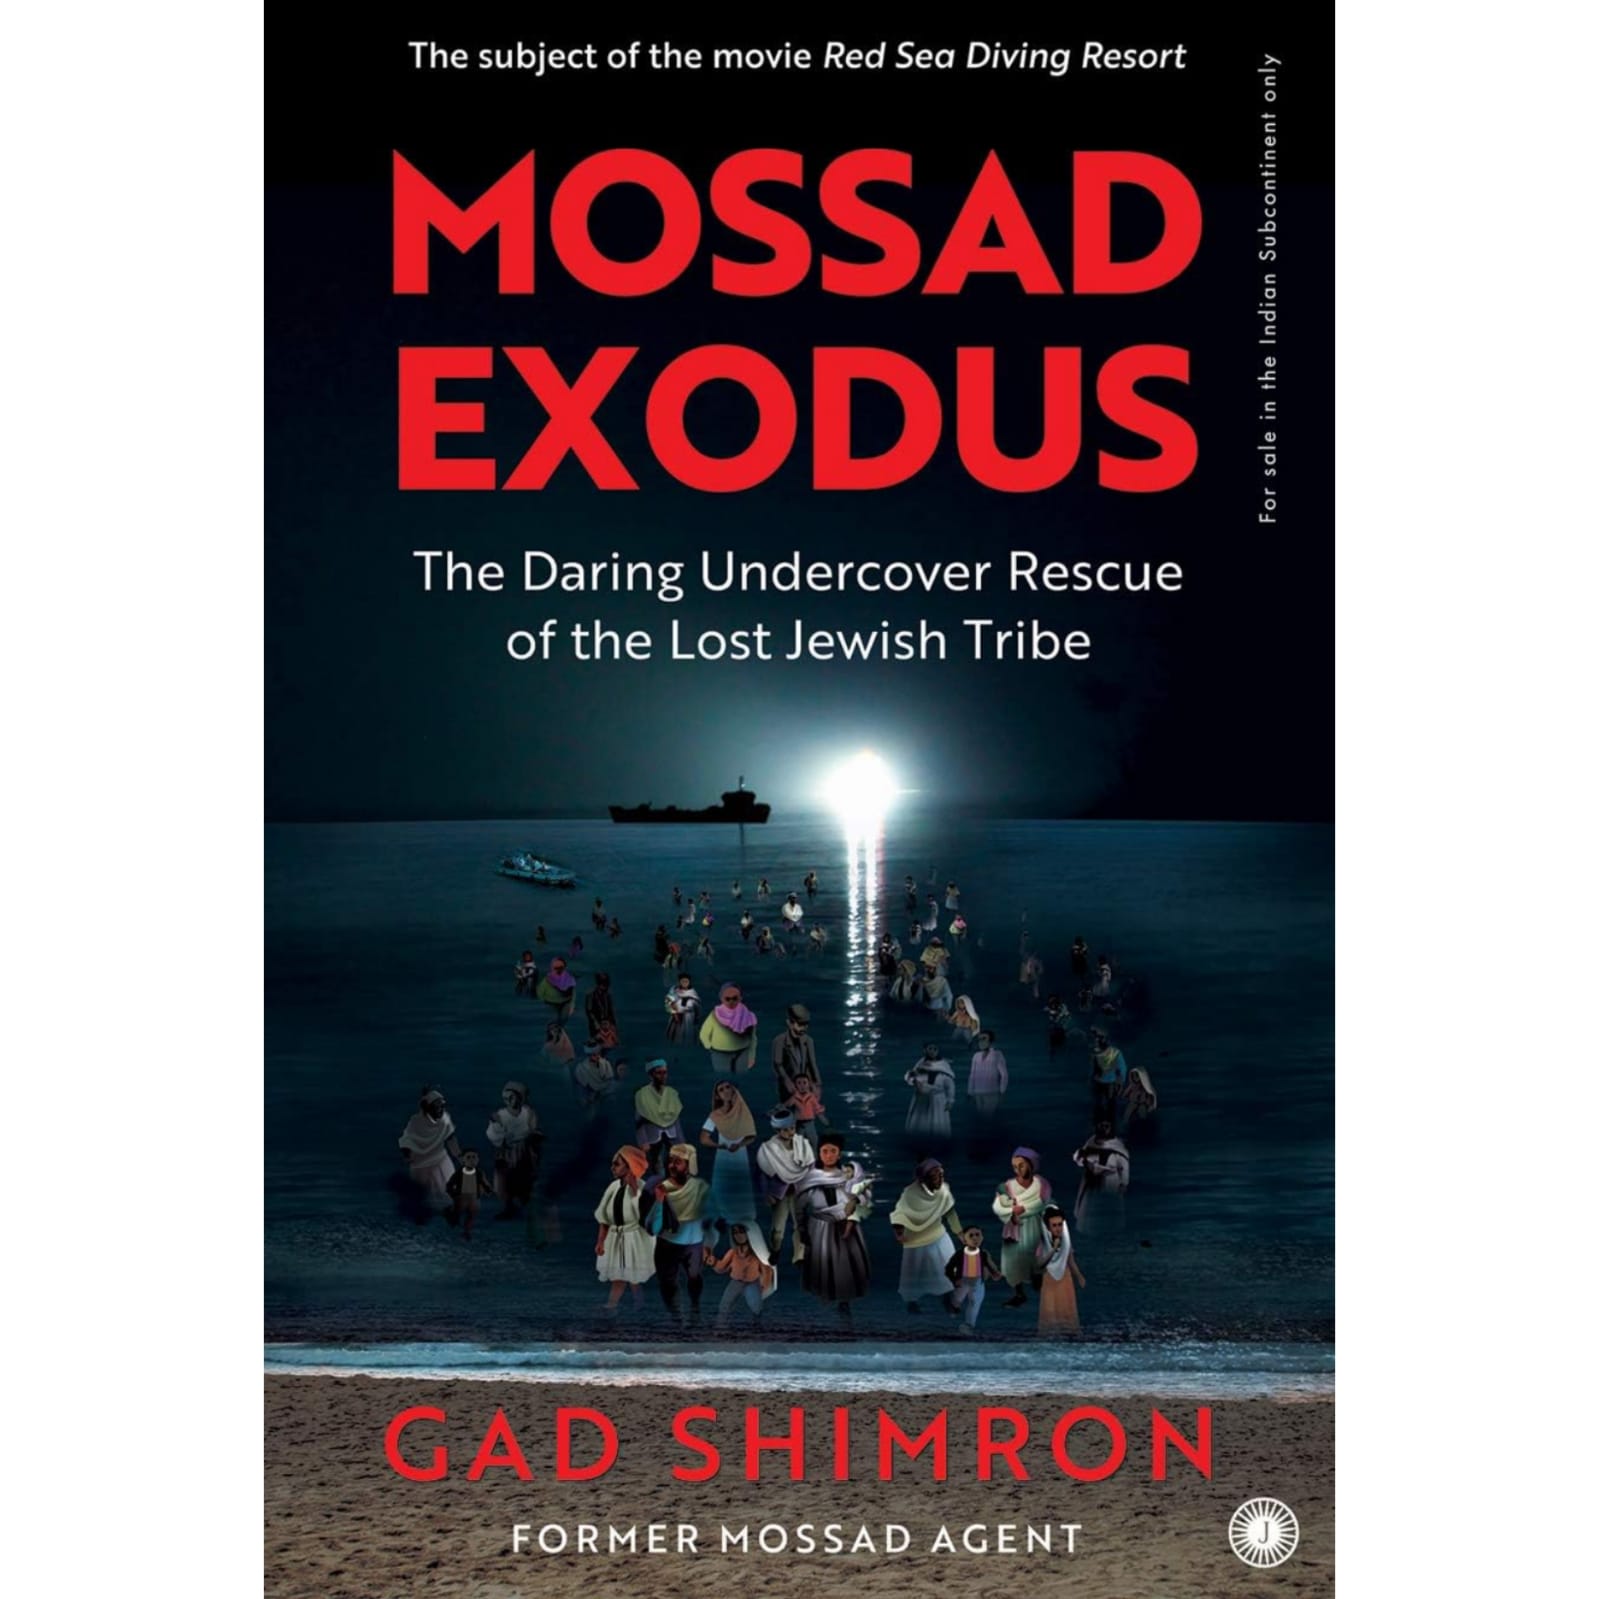 The subject of the movie Red Sea Diving Resort
For sale in the Indian Subcontinent only
MOSSAD
EXODUS
The Daring Undercover Rescue
of the Lost Jewish Tribe
GAD SHIMRON
FORMER MOSSAD AGENT
J